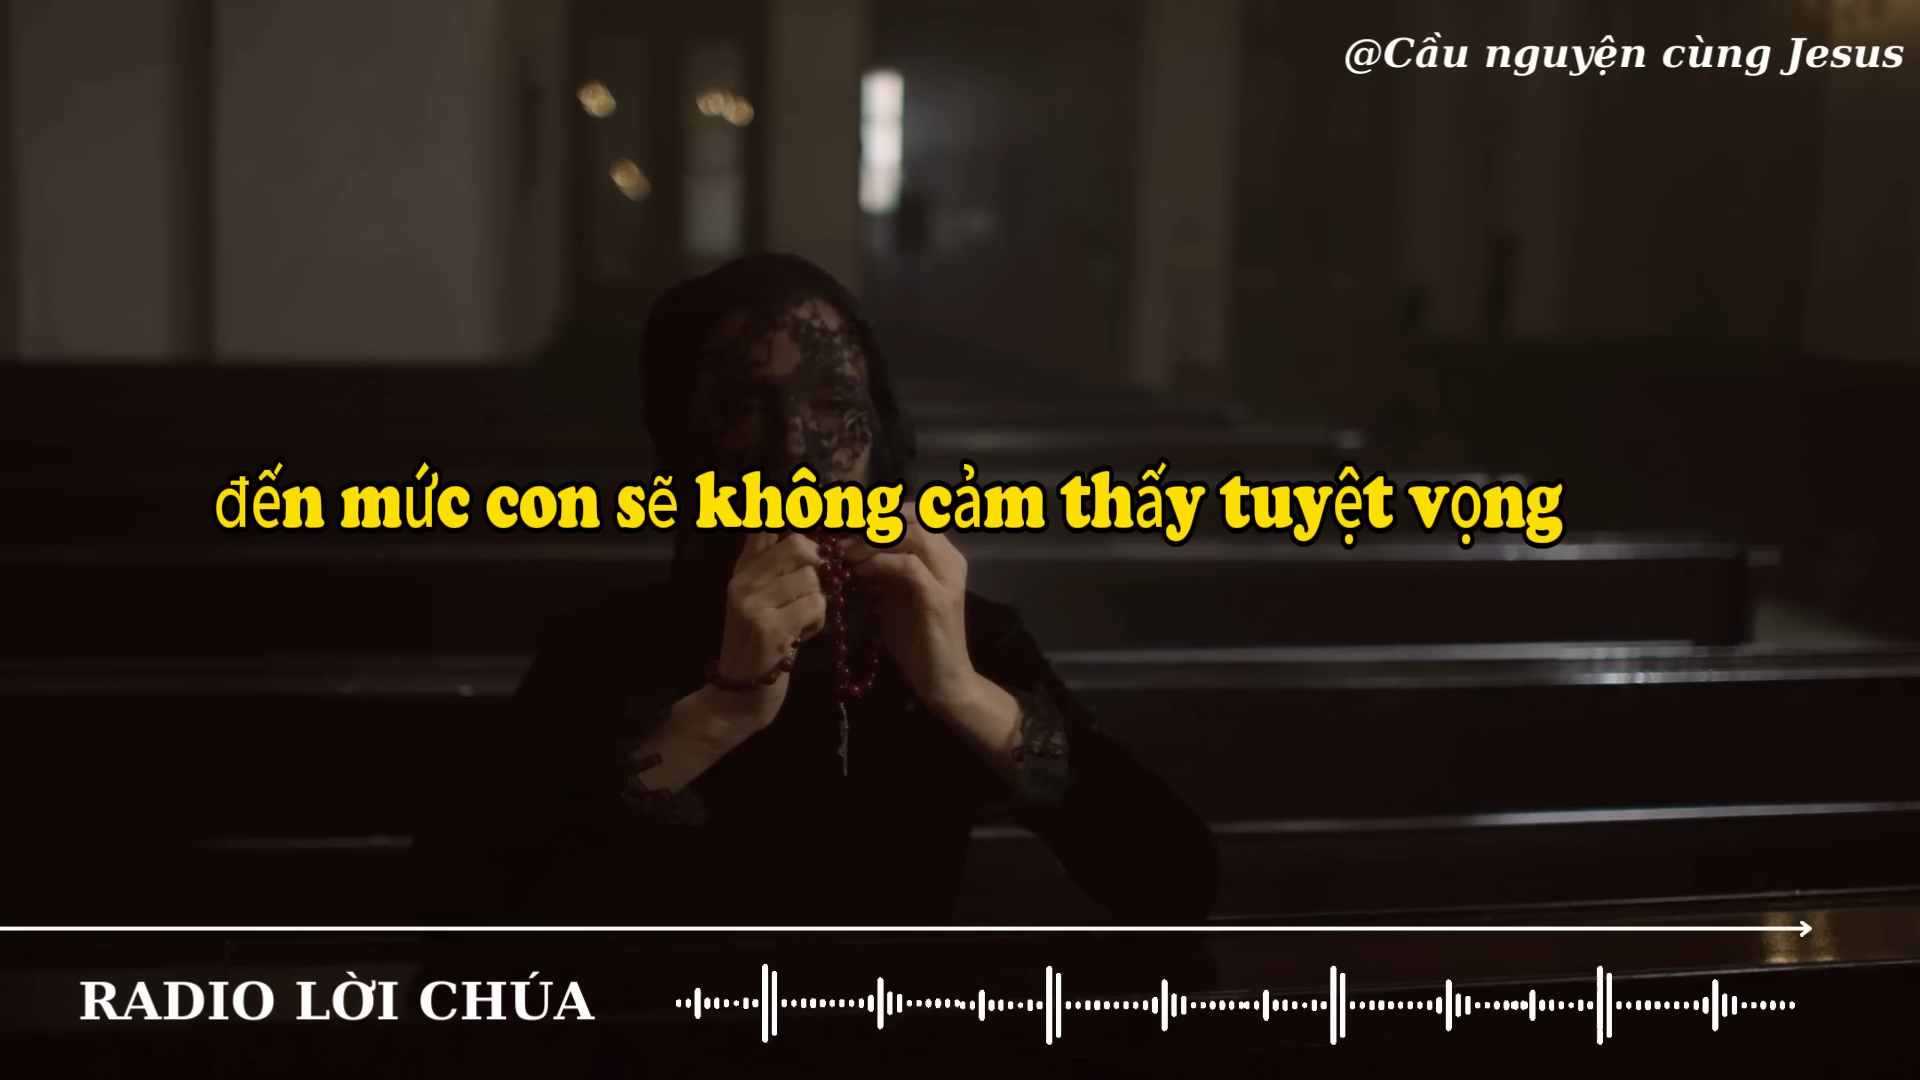 @Cầu nguyện cùng Jesus
đến mức con sẽ không cảm thấy tuyệt vọng
RADIO LỜI CHÚA